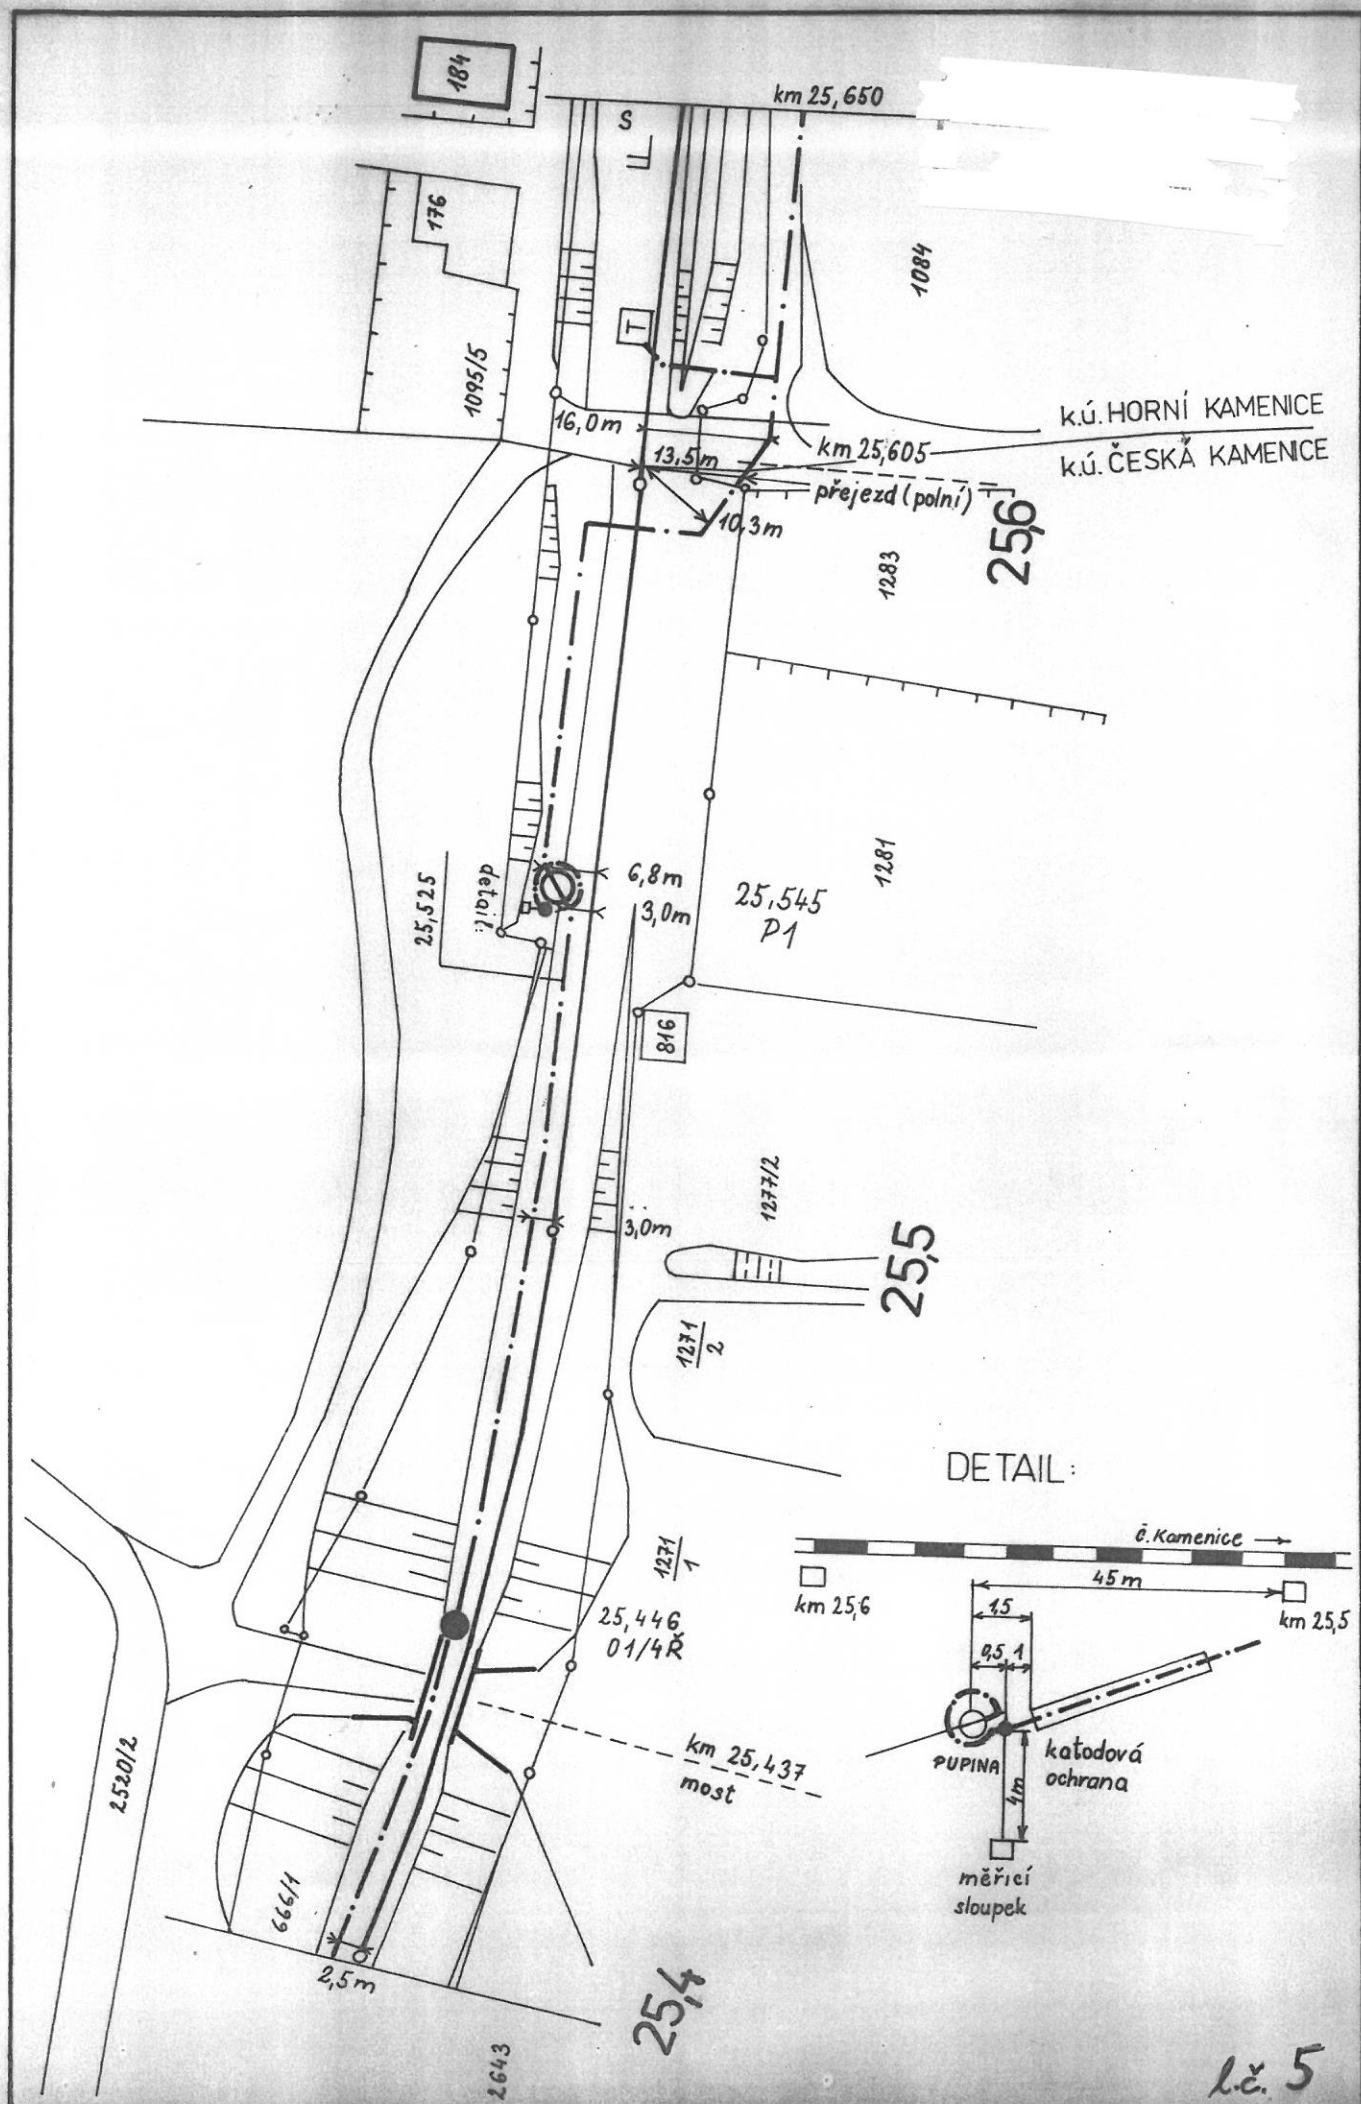 184
km 25,650
S
176
1084
T
1095/5
k.ú. HORNÍ KAMENICE
16,0m
km 25,605
k.ú. ČESKÁ KAMENICE
13,5m
přejezd (polní)
10,3m
25,6
1283
1281
6,8m
detail:
25,525
3,0m
25,545
P1
816
1277/2
3,0m
25,5
1271
2
DETAIL:
č. Kamenice
45m
km 25,6
km 25,5
1,5
0,5 1
1271
1
25,446
01/4Ř
PUPINA
katodová
ochrana
4m
měřicí
sloupek
km 25,437
most
2520/2
666/1
2,5m
25,4
2643
l.č. 5